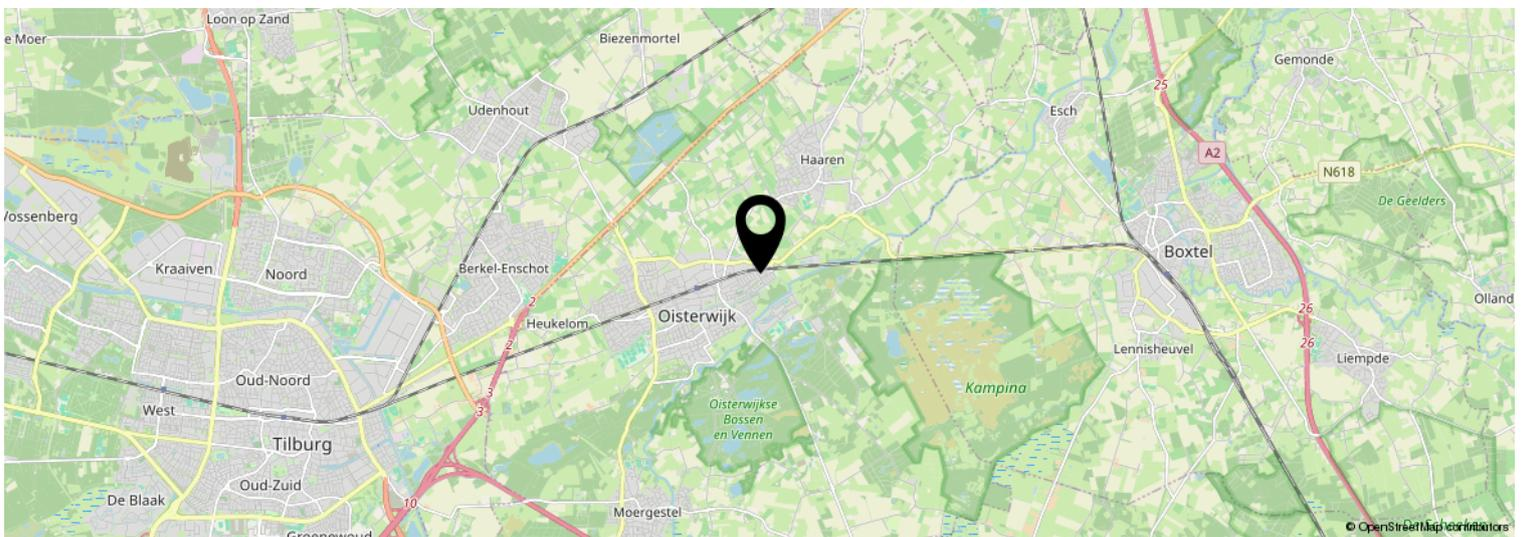 Loon op Zand
e Moer
Biezenmortel
Gemonde
25
Udenhout
Esch
A2
Haaren
N618
De Geelders
Vossenberg
Boxtel
Kraaiven
Noord
Berkel-Enschot
2
Olland
26
Oisterwijk
Heukelom
2
26
Lennisheuvel
Liempde
Oud-Noord
Kampina
3
West
3
Oisterwijkse
Bossen
en Vennen
Tilburg
Oud-Zuid
De Blaak
10
Moergestel
© OpenStreetMap contributors